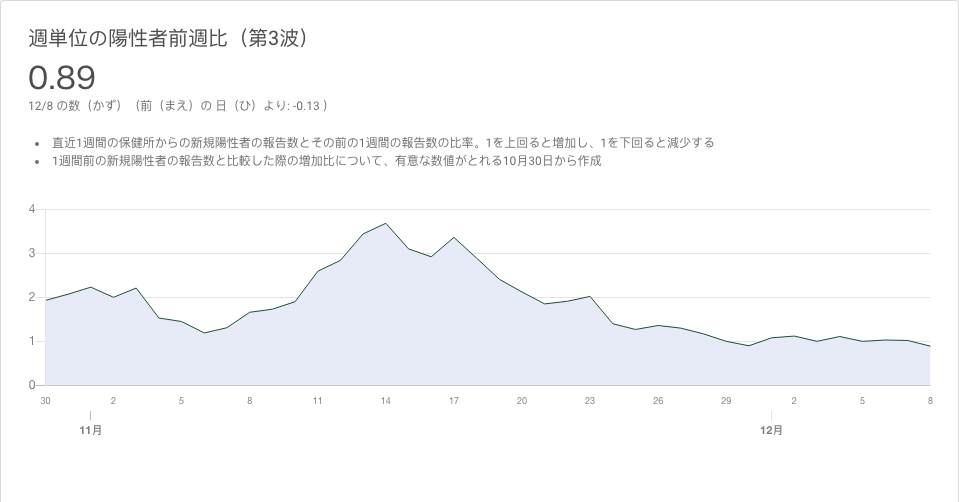 週単位の陽性者前週比（第3波）
0.89
12/8 の数（かず）（前（まえ）の 日（ひ）より: -0.13 ）
直近1週間の保健所からの新規陽性者の報告数とその前の1週間の報告数の比率。1を上回ると増加し、1を下回ると減少する
1週間前の新規陽性者の報告数と比較した際の増加比について、有意な数値がとれる10月30日から作成
4
3
2
1
0
30 2 5 8 11 14 17 20 23 26 29 2 5 8
11月 12月